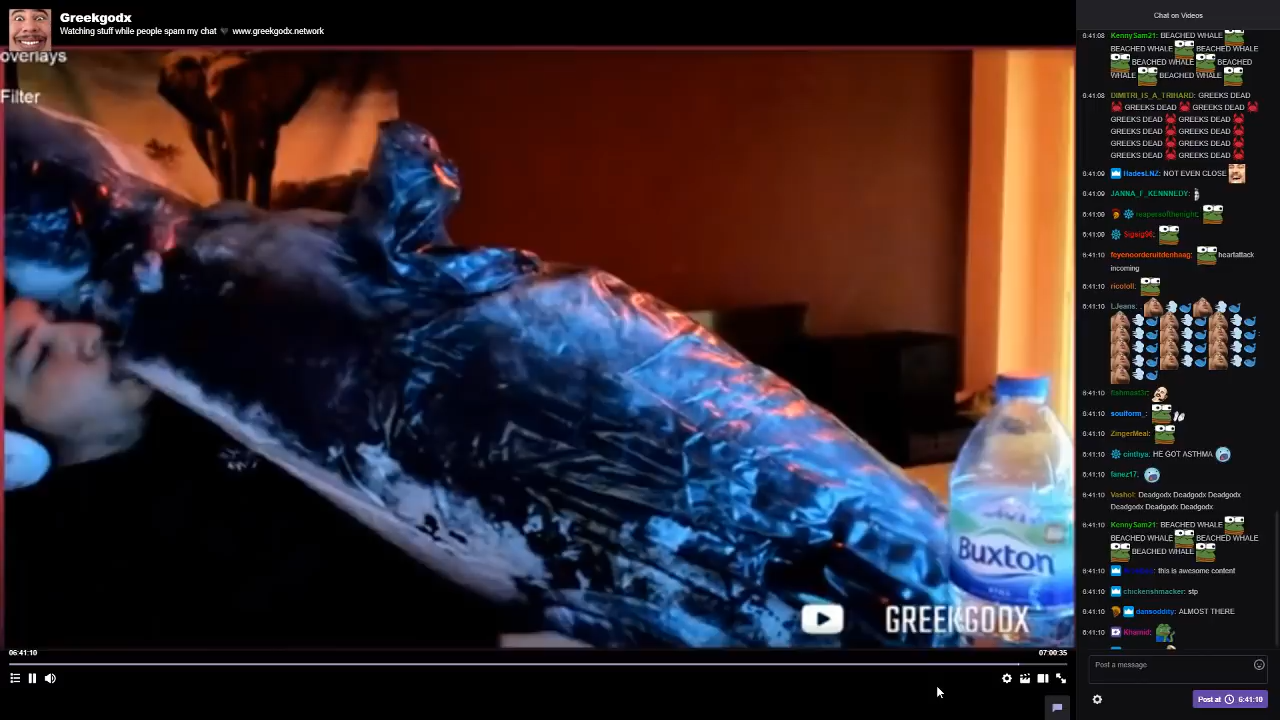 Greekgodx
Watching stuff while people spam my chat 🖤 www.greekgodx.network
overlays
Filter
Buxton
GREEKGODX
06:41:10
07:00:35
Chat on Videos
6:41:08 KennySam21: BEACHED WHALE
BEACHED WHALE BEACHED WHALE
BEACHED WHALE BEACHED
WHALE BEACHED WHALE
6:41:08 DIMITRI_IS_A_TRIHARD: GREEKS DEAD
🦀 GREEKS DEAD 🦀 GREEKS DEAD 🦀
GREEKS DEAD 🦀 GREEKS DEAD 🦀
GREEKS DEAD 🦀 GREEKS DEAD 🦀
GREEKS DEAD 🦀 GREEKS DEAD 🦀
GREEKS DEAD 🦀 GREEKS DEAD 🦀
6:41:09 HadesLNZ: NOT EVEN CLOSE
6:41:09 JANNA_F_KENNNEDY:
6:41:09 reapersofthenight:
6:41:09 Sigsig98:
6:41:10 feyenoorderuitdenhaag: heartattack
incoming
6:41:10 ricololl:
6:41:10 LJeans:
6:41:10
6:41:10 soulform_:
6:41:10 ZingerMeal:
6:41:10 cinthya: HE GOT ASTHMA
6:41:10 fanez17:
6:41:10 Vasho!: Deadgodx Deadgodx Deadgodx
Deadgodx Deadgodx Deadgodx
6:41:10 KennySam21: BEACHED WHALE
BEACHED WHALE BEACHED WHALE
BEACHED WHALE
6:41:10 this is awesome content
6:41:10 chickenshmacker: stp
6:41:10 dansoddity: ALMOST THERE
6:41:10 Khamid:
Post a message
Post at 6:41:10